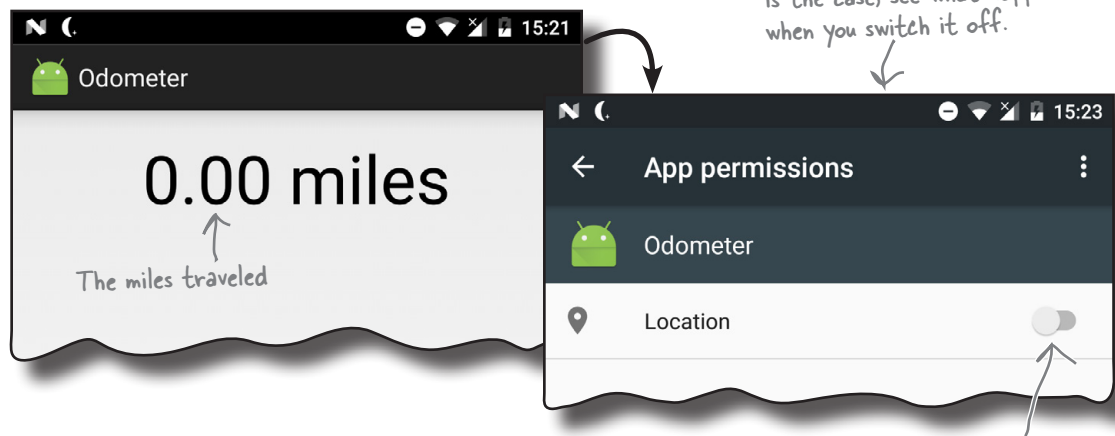 15:21
Odometer
0.00 miles
The miles traveled
when you switch it off.
15:23
App permissions
Odometer
Location